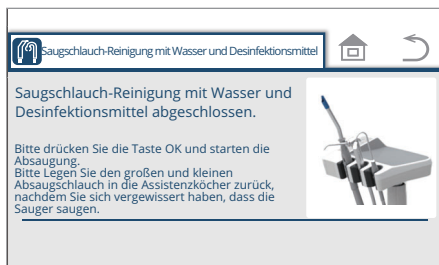 Saugschlauch-Reinigung mit Wasser und Desinfektionsmittel
Saugschlauch-Reinigung mit Wasser und
Desinfektionsmittel abgeschlossen.
Bitte drücken Sie die Taste OK und starten die
Absaugung.
Bitte Legen Sie den großen und kleinen
Absaugschlauch in die Assistenzköcher zurück,
nachdem Sie sich vergewissert haben, dass die
Sauger saugen.